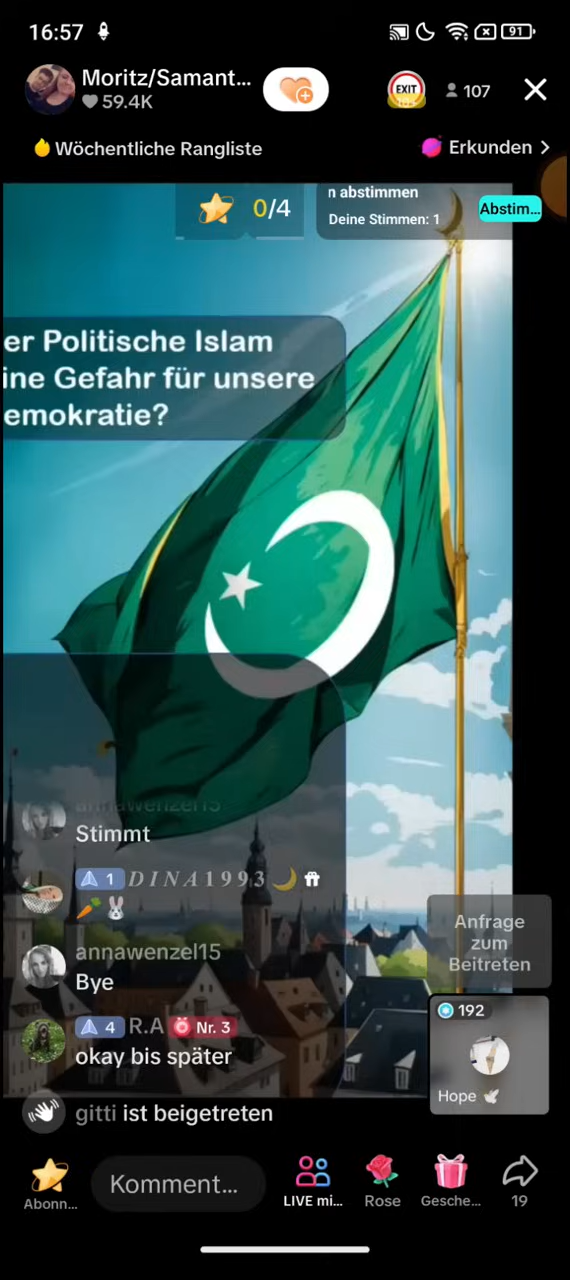 16:57
91
Moritz/Samant...
59.4K
EXIT
107
Wöchentliche Rangliste
Erkunden
0/4
n abstimmen
Deine Stimmen: 1
Abstim...
er Politische Islam
ine Gefahr für unsere
emokratie?
annawenzel15
Stimmt
1 DINA1993
annawenzel15
Bye
4 R.A Nr. 3
okay bis später
gitti ist beigetreten
Anfrage
zum
Beitreten
192
Hope
Abonn...
Komment...
LIVE mi...
Rose
Gesche...
19